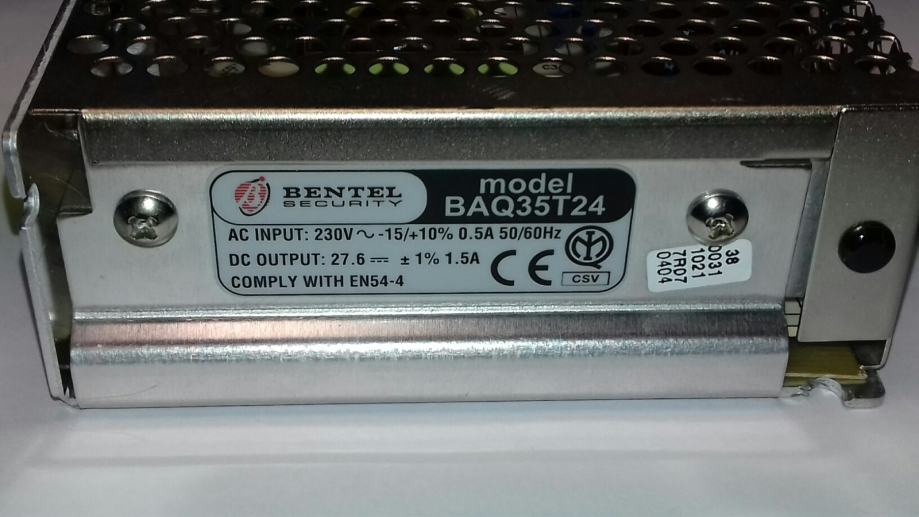 BENTEL
SECURITY
model
BAQ35T24
AC INPUT: 230V ~ -15/+10% 0.5A 50/60Hz
DC OUTPUT: 27.6 ⎓ ± 1% 1.5A
COMPLY WITH EN54-4
CE
CSV
38
0031
1021
7R07
0404